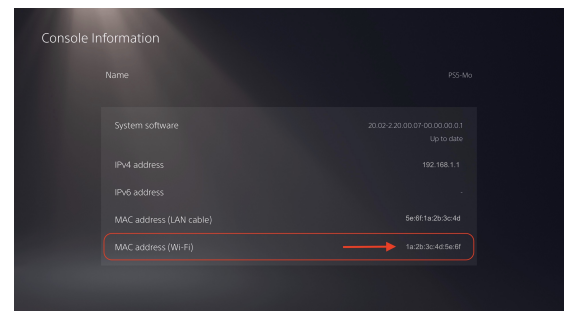 Console Information
Name PS5-Mo
System software 20.02-2.20.00.07-00.00.00.0.1
Up to date
IPv4 address 192.168.1.1
IPv6 address -
MAC address (LAN cable) 5e:6f:1a:2b:3c:4d
MAC address (Wi-Fi) 1a:2b:3c:4d:5e:6f